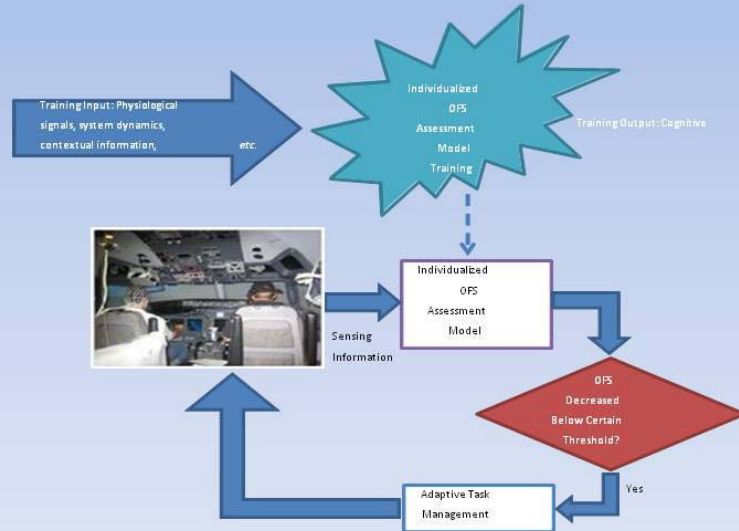 Training Input: Physiological
signals, system dynamics,
contextual information, etc.
Individualized
OFS
Assessment
Model
Training
Training Output: Cognitive
Individualized
OFS
Assessment
Model
Sensing
Information
OFS
Decreased
Below Certain
Threshold?
Yes
Adaptive Task
Management